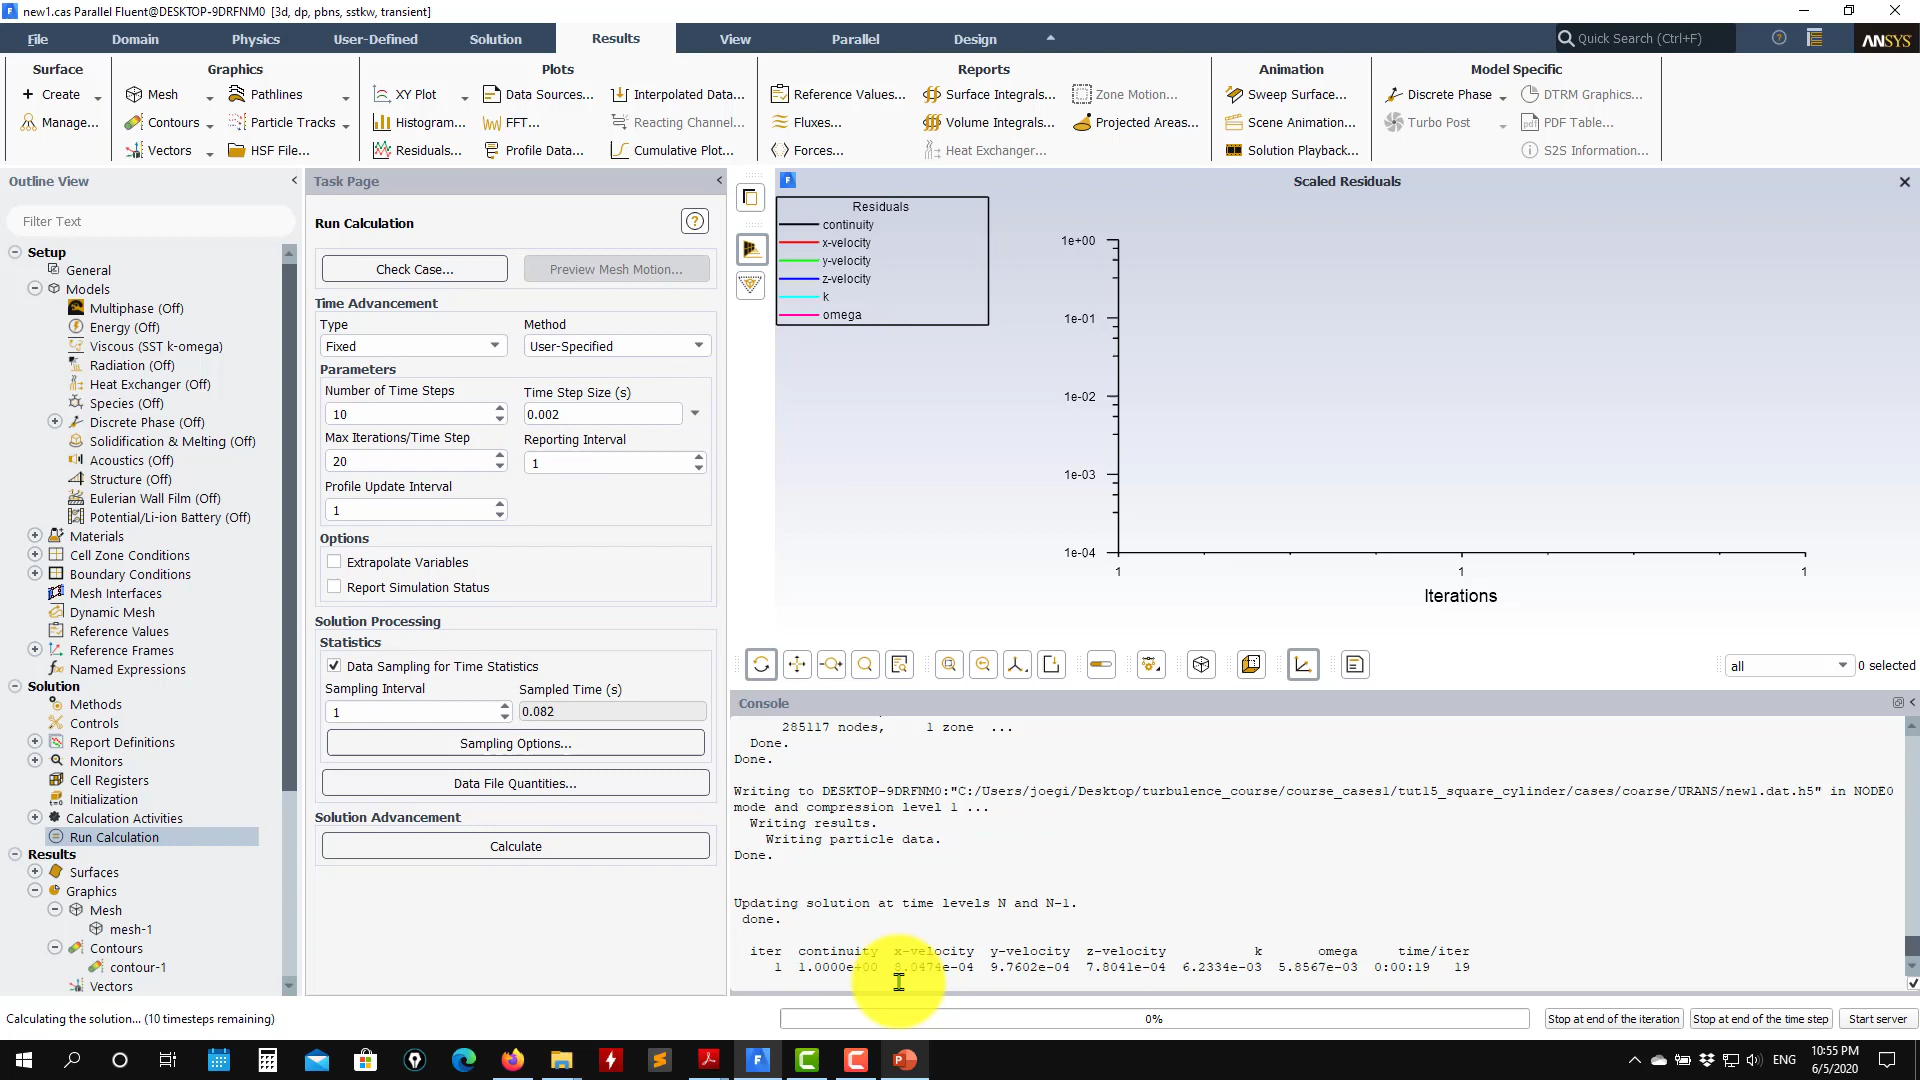 new1.cas Parallel Fluent@DESKTOP-9DRFNM0 [3d, dp, pbns, sstkw, transient]
File Domain Physics User-Defined Solution Results View Parallel Design Quick Search (Ctrl+F) ANSYS
Surface Graphics Plots Reports Animation Model Specific
Create Mesh Pathlines XY Plot Data Sources... Interpolated Data... Reference Values... Surface Integrals... Zone Motion... Sweep Surface... Discrete Phase DTRM Graphics...
Manage... Contours Particle Tracks Histogram... FFT... Reacting Channel... Fluxes... Volume Integrals... Projected Areas... Scene Animation... Turbo Post PDF Table...
Vectors HSF File... Residuals... Profile Data... Cumulative Plot... Forces... Heat Exchanger... Solution Playback... S2S Information...
Outline View
Filter Text
Setup
General
Models
Multiphase (Off)
Energy (Off)
Viscous (SST k-omega)
Radiation (Off)
Heat Exchanger (Off)
Species (Off)
Discrete Phase (Off)
Solidification & Melting (Off)
Acoustics (Off)
Structure (Off)
Eulerian Wall Film (Off)
Potential/Li-ion Battery (Off)
Materials
Cell Zone Conditions
Boundary Conditions
Mesh Interfaces
Dynamic Mesh
Reference Values
Reference Frames
Named Expressions
Solution
Methods
Controls
Report Definitions
Monitors
Cell Registers
Initialization
Calculation Activities
Run Calculation
Results
Surfaces
Graphics
Mesh
mesh-1
Contours
contour-1
Vectors
Task Page
Run Calculation
Check Case... Preview Mesh Motion...
Time Advancement
Type Method
Fixed User-Specified
Parameters
Number of Time Steps Time Step Size (s)
10 0.002
Max Iterations/Time Step Reporting Interval
20 1
Profile Update Interval
1
Options
Extrapolate Variables
Report Simulation Status
Solution Processing
Statistics
Data Sampling for Time Statistics
Sampling Interval Sampled Time (s)
1 0.082
Sampling Options...
Data File Quantities...
Solution Advancement
Calculate
Scaled Residuals
Residuals
continuity
x-velocity
y-velocity
z-velocity
k
omega
1e+00
1e-01
1e-02
1e-03
1e-04
1 1 1
Iterations
all 0 selected
Console
285117 nodes, 1 zone ...
Done.
Done.
Writing to DESKTOP-9DRFNM0:"C:/Users/joegi/Desktop/turbulence_course/course_cases1/tut15_square_cylinder/cases/coarse/URANS/new1.dat.h5" in NODE0
mode and compression level 1 ...
Writing results.
Writing particle data.
Done.
Updating solution at time levels N and N-1.
done.
iter continuity x-velocity y-velocity z-velocity k omega time/iter
1 1.0000e+00 8.0474e-04 9.7602e-04 7.8041e-04 6.2334e-03 5.8567e-03 0:00:19 19
Calculating the solution... (10 timesteps remaining) 0% Stop at end of the iteration Stop at end of the time step Start server
ENG 10:55 PM
6/5/2020